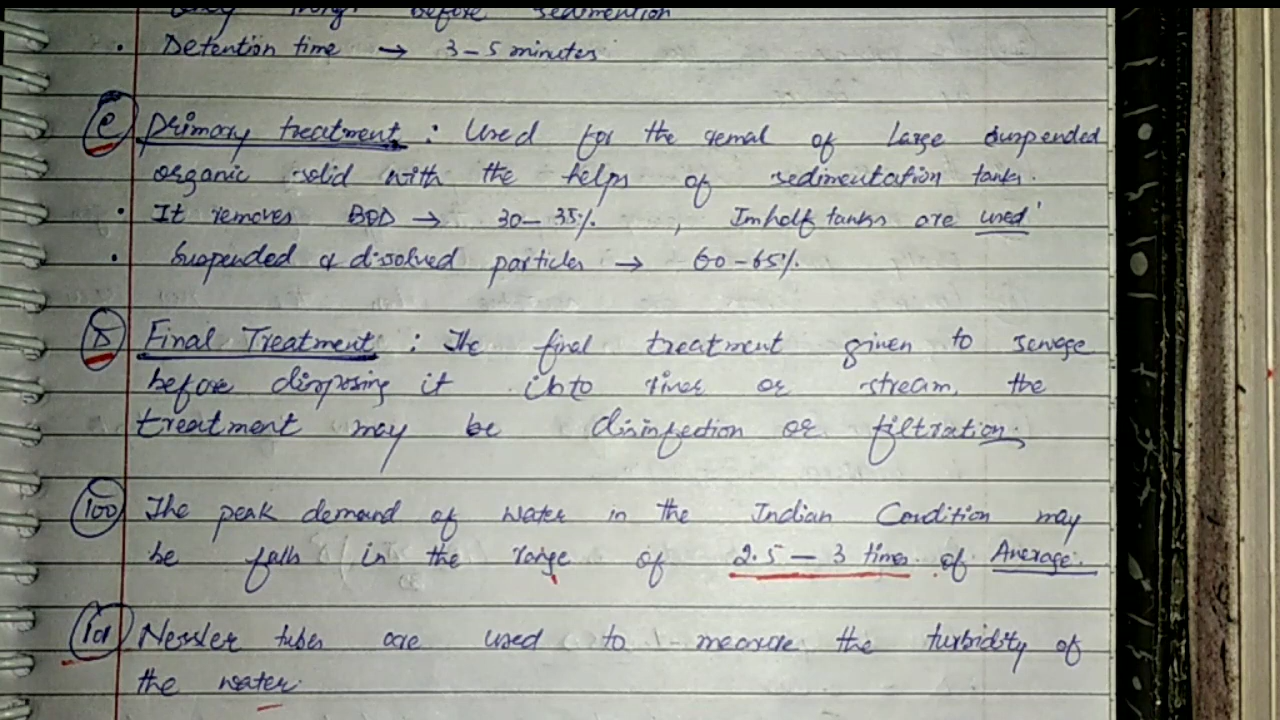 before sedimention
• Detention time → 3-5 minutes
(e) primary treatment : Used for the remal of Large suspended
organic solid with the helps of sedimentation tanks.
• It removes BOD → 30-35%. , Imhoff tanks are used'
• Suspended & dissolved particles → 60-65%.
Final Treatment : The final treatment given to sewage
before disposing it into river or stream, the
treatment may be disinfection or filtration.
(100) The peak demand of water in the Indian Condition may
be falls in the range of 2.5 — 3 times of Average.
(101) Nessler tubes are used to measure the turbidity of
the water.